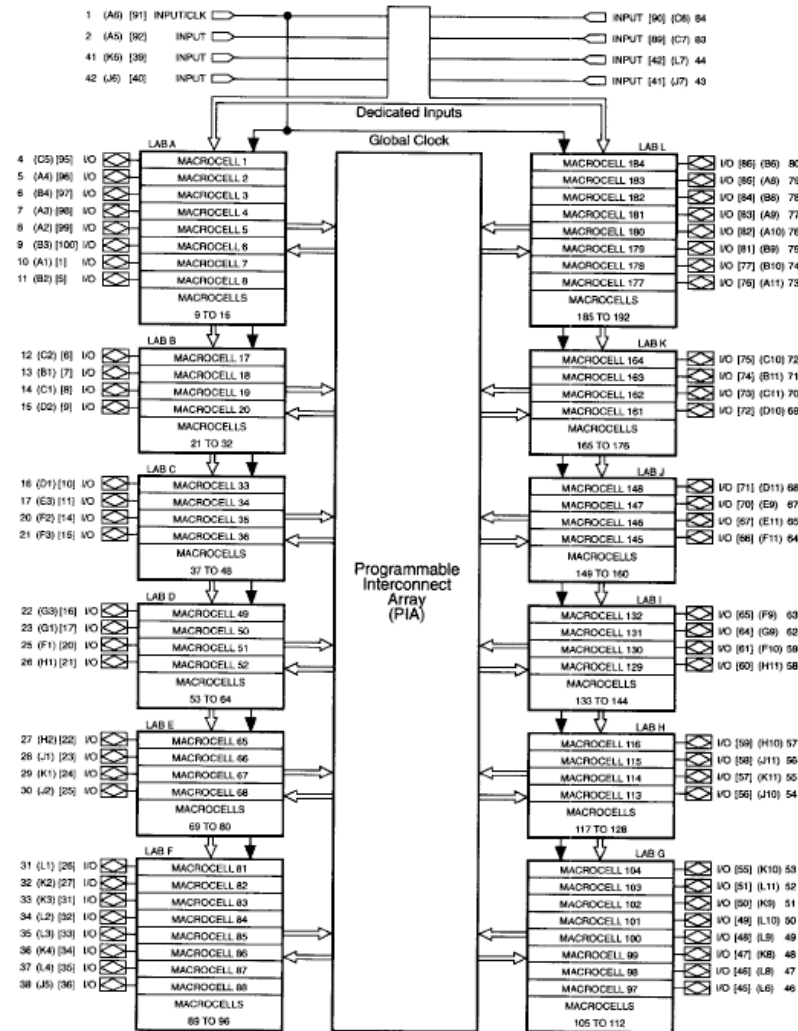 1 (A6) [91] INPUT/CLK
INPUT [90] (C6) 84
2 (A5) [92] INPUT
INPUT [89] (C7) 83
41 (K6) [39] INPUT
INPUT [42] (L7) 44
42 (J6) [40] INPUT
INPUT [41] (J7) 43
Dedicated Inputs
Global Clock
LAB A
4 (C5) [95] I/O MACROCELL 1
5 (A4) [96] I/O MACROCELL 2
6 (B4) [97] I/O MACROCELL 3
7 (A3) [98] I/O MACROCELL 4
8 (A2) [99] I/O MACROCELL 5
9 (B3) [100] I/O MACROCELL 6
10 (A1) [1] I/O MACROCELL 7
11 (B2) [5] I/O MACROCELL 8
MACROCELLS
9 TO 16
LAB B
12 (C2) [6] I/O MACROCELL 17
13 (B1) [7] I/O MACROCELL 18
14 (C1) [8] I/O MACROCELL 19
15 (D2) [9] I/O MACROCELL 20
MACROCELLS
21 TO 32
LAB C
16 (D1) [10] I/O MACROCELL 33
17 (E3) [11] I/O MACROCELL 34
20 (F2) [14] I/O MACROCELL 35
21 (F3) [15] I/O MACROCELL 36
MACROCELLS
37 TO 48
LAB D
22 (G3) [16] I/O MACROCELL 49
23 (G1) [17] I/O MACROCELL 50
25 (F1) [20] I/O MACROCELL 51
26 (H1) [21] I/O MACROCELL 52
MACROCELLS
53 TO 64
LAB E
27 (H2) [22] I/O MACROCELL 65
28 (J1) [23] I/O MACROCELL 66
29 (K1) [24] I/O MACROCELL 67
30 (J2) [25] I/O MACROCELL 68
MACROCELLS
69 TO 80
LAB F
31 (L1) [26] I/O MACROCELL 81
32 (K2) [27] I/O MACROCELL 82
33 (K3) [31] I/O MACROCELL 83
34 (L2) [32] I/O MACROCELL 84
35 (L3) [33] I/O MACROCELL 85
36 (K4) [34] I/O MACROCELL 86
37 (L4) [35] I/O MACROCELL 87
38 (J5) [36] I/O MACROCELL 88
MACROCELLS
89 TO 96
Programmable
Interconnect
Array
(PIA)
LAB L
MACROCELL 184 I/O [86] (B6) 80
MACROCELL 183 I/O [85] (A8) 79
MACROCELL 182 I/O [84] (B8) 78
MACROCELL 181 I/O [83] (A9) 77
MACROCELL 180 I/O [82] (A10) 76
MACROCELL 179 I/O [81] (B9) 75
MACROCELL 178 I/O [77] (B10) 74
MACROCELL 177 I/O [76] (A11) 73
MACROCELLS
185 TO 192
LAB K
MACROCELL 164 I/O [75] (C10) 72
MACROCELL 163 I/O [74] (B11) 71
MACROCELL 162 I/O [73] (C11) 70
MACROCELL 161 I/O [72] (D10) 69
MACROCELLS
165 TO 176
LAB J
MACROCELL 148 I/O [71] (D11) 68
MACROCELL 147 I/O [70] (E9) 67
MACROCELL 146 I/O [67] (E11) 65
MACROCELL 145 I/O [66] (F11) 64
MACROCELLS
149 TO 160
LAB I
MACROCELL 132 I/O [65] (F9) 63
MACROCELL 131 I/O [64] (G9) 62
MACROCELL 130 I/O [61] (F10) 59
MACROCELL 129 I/O [60] (H11) 58
MACROCELLS
133 TO 144
LAB H
MACROCELL 116 I/O [59] (H10) 57
MACROCELL 115 I/O [58] (J11) 56
MACROCELL 114 I/O [57] (K11) 55
MACROCELL 113 I/O [56] (J10) 54
MACROCELLS
117 TO 128
LAB G
MACROCELL 104 I/O [55] (K10) 53
MACROCELL 103 I/O [51] (L11) 52
MACROCELL 102 I/O [50] (K9) 51
MACROCELL 101 I/O [49] (L10) 50
MACROCELL 100 I/O [48] (L9) 49
MACROCELL 99 I/O [47] (K8) 48
MACROCELL 98 I/O [46] (L8) 47
MACROCELL 97 I/O [45] (L6) 46
MACROCELLS
105 TO 112